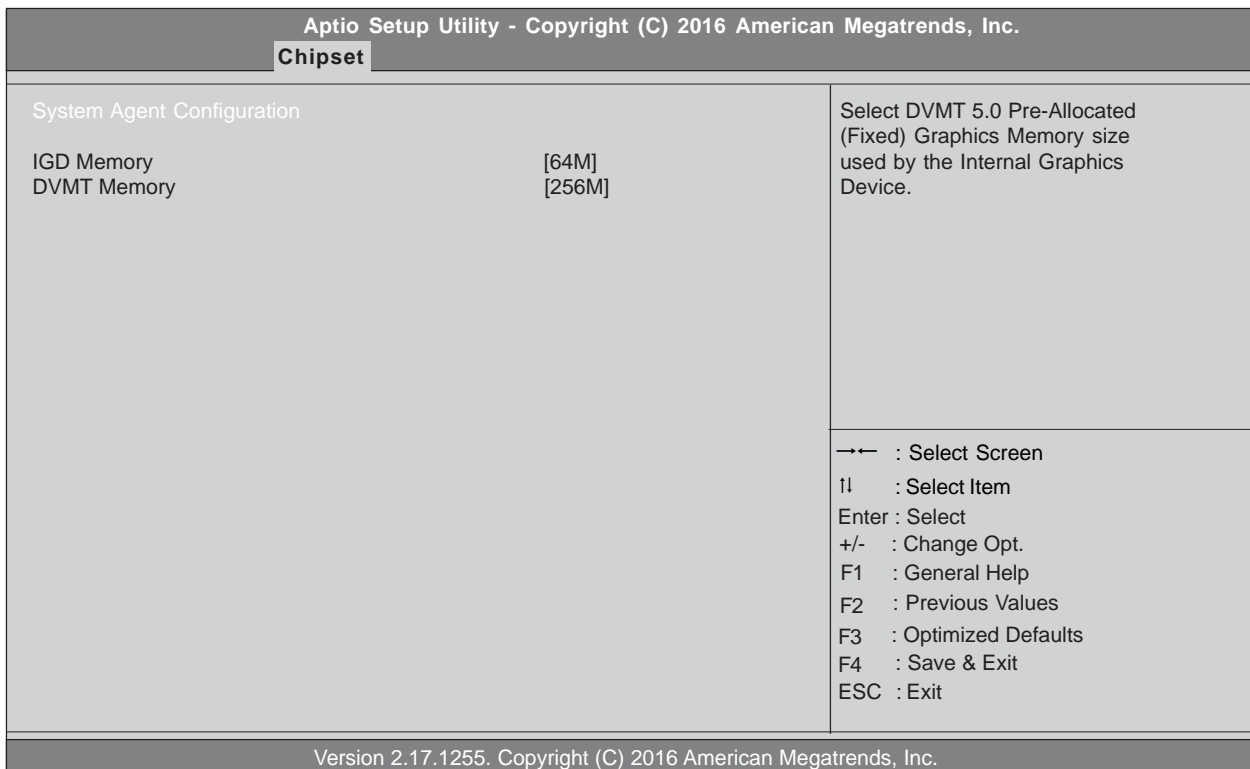 Aptio Setup Utility - Copyright (C) 2016 American Megatrends, Inc.
Chipset
System Agent Configuration
IGD Memory [64M]
DVMT Memory [256M]
Select DVMT 5.0 Pre-Allocated
(Fixed) Graphics Memory size
used by the Internal Graphics
Device.
→← : Select Screen
↑↓ : Select Item
Enter : Select
+/- : Change Opt.
F1 : General Help
F2 : Previous Values
F3 : Optimized Defaults
F4 : Save & Exit
ESC : Exit
Version 2.17.1255. Copyright (C) 2016 American Megatrends, Inc.